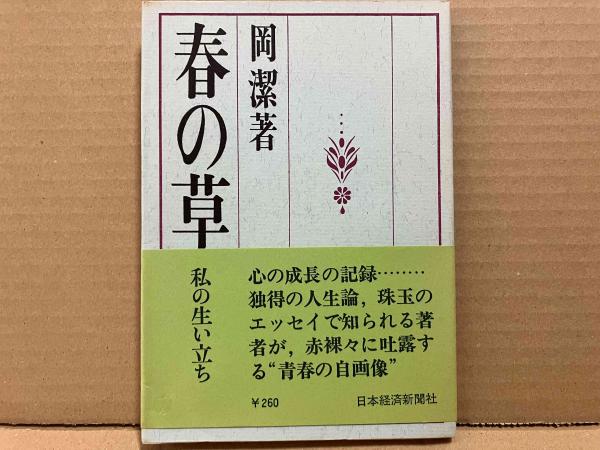 岡潔著
春の草
私の生い立ち
心の成長の記録………
独得の人生論，珠玉の
エッセイで知られる著
者が，赤裸々に吐露す
る“青春の自画像”
￥260
日本経済新聞社